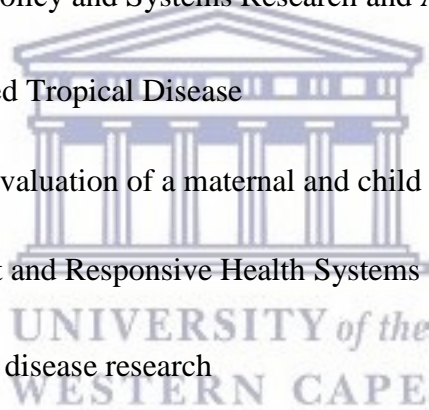 olicy and Systems Research and
ed Tropical Disease
valuation of a maternal and child
t and Responsive Health Systems
UNIVERSITY of the
disease research
WESTERN CAPE